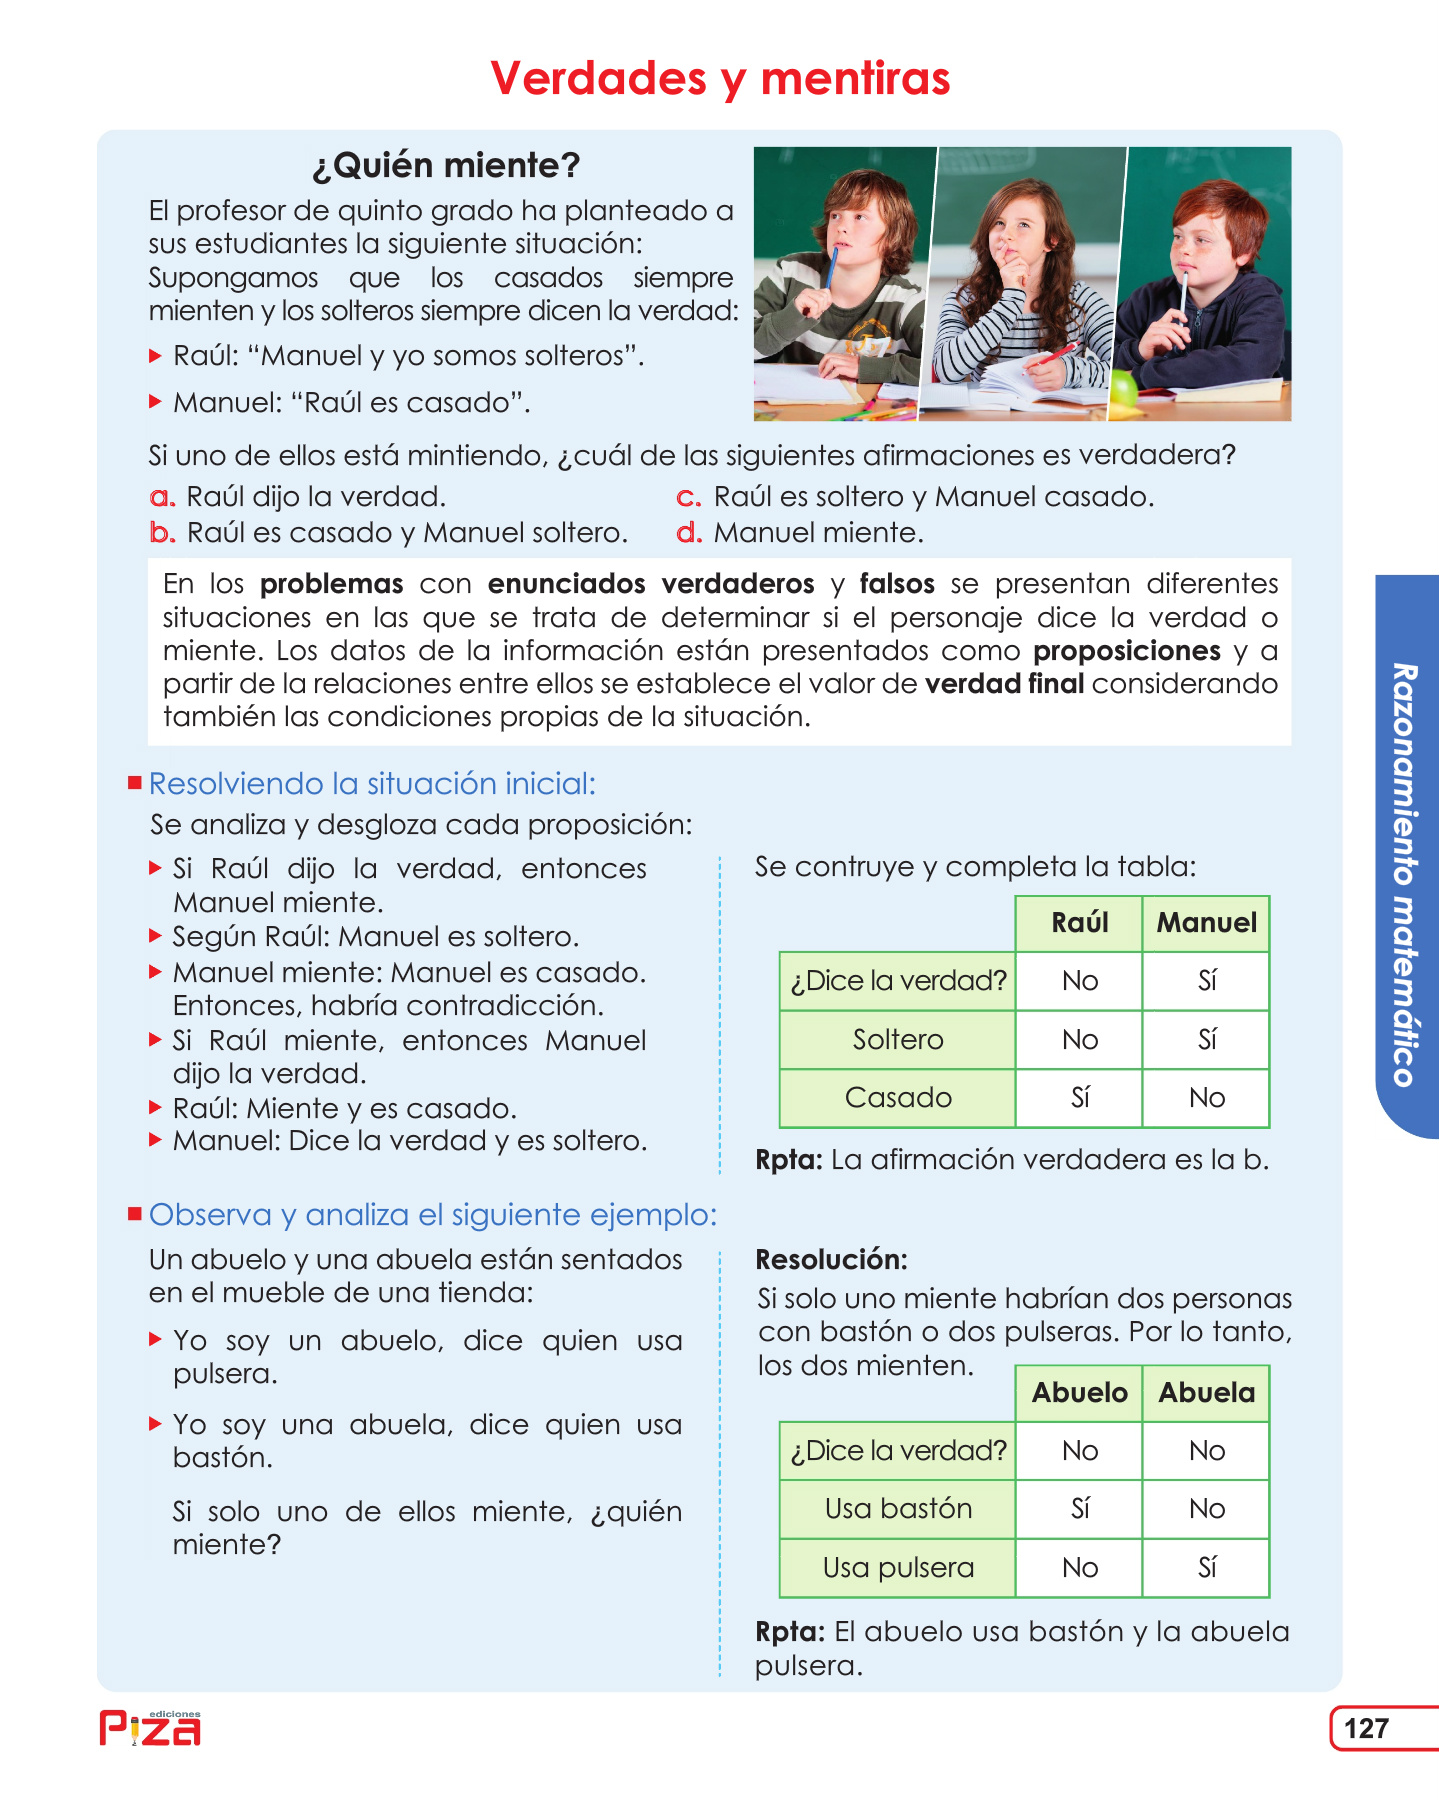 Verdades y mentiras
¿Quién miente?
El profesor de quinto grado ha planteado a
sus estudiantes la siguiente situación:
Supongamos que los casados siempre
mienten y los solteros siempre dicen la verdad:
Raúl: “Manuel y yo somos solteros”.
Manuel: “Raúl es casado”.
Si uno de ellos está mintiendo, ¿cuál de las siguientes afirmaciones es verdadera?
a. Raúl dijo la verdad.
b. Raúl es casado y Manuel soltero.
c. Raúl es soltero y Manuel casado.
d. Manuel miente.
En los problemas con enunciados verdaderos y falsos se presentan diferentes
situaciones en las que se trata de determinar si el personaje dice la verdad o
miente. Los datos de la información están presentados como proposiciones y a
partir de la relaciones entre ellos se establece el valor de verdad final considerando
también las condiciones propias de la situación.
Resolviendo la situación inicial:
Se analiza y desgloza cada proposición:
Si Raúl dijo la verdad, entonces
Manuel miente.
Según Raúl: Manuel es soltero.
Manuel miente: Manuel es casado.
Entonces, habría contradicción.
Si Raúl miente, entonces Manuel
dijo la verdad.
Raúl: Miente y es casado.
Manuel: Dice la verdad y es soltero.
Se contruye y completa la tabla:
Raúl Manuel
¿Dice la verdad? No Sí
Soltero No Sí
Casado Sí No
Rpta: La afirmación verdadera es la b.
Observa y analiza el siguiente ejemplo:
Un abuelo y una abuela están sentados
en el mueble de una tienda:
Yo soy un abuelo, dice quien usa
pulsera.
Yo soy una abuela, dice quien usa
bastón.
Si solo uno de ellos miente, ¿quién
miente?
Resolución:
Si solo uno miente habrían dos personas
con bastón o dos pulseras. Por lo tanto,
los dos mienten.
Abuelo Abuela
¿Dice la verdad? No No
Usa bastón Sí No
Usa pulsera No Sí
Rpta: El abuelo usa bastón y la abuela
pulsera.
Razonamiento matemático
ediciones
Piza
127